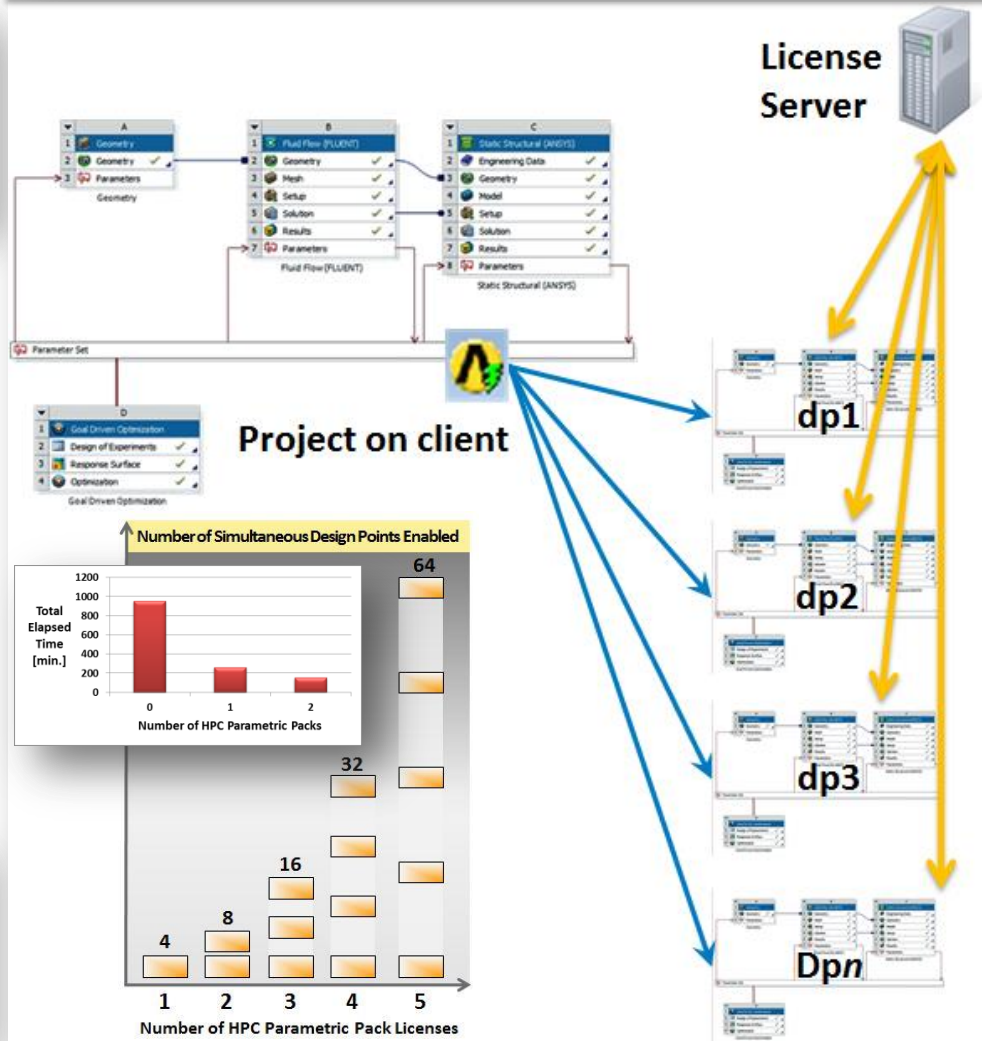 License
Server
A
1 Geometry
2 Geometry
3 Parameters
Geometry
B
1 Fluid Flow (FLUENT)
2 Geometry
3 Mesh
4 Setup
5 Solution
6 Results
7 Parameters
Fluid Flow (FLUENT)
C
1 Static Structural (ANSYS)
2 Engineering Data
3 Geometry
4 Model
5 Setup
6 Solution
7 Results
8 Parameters
Static Structural (ANSYS)
Parameter Set
D
1 Goal Driven Optimization
2 Design of Experiments
3 Response Surface
4 Optimization
Goal Driven Optimization
Project on client
dp1
dp2
dp3
Dpn
Number of Simultaneous Design Points Enabled
64
32
16
8
4
1 2 3 4 5
Number of HPC Parametric Pack Licenses
Total
Elapsed
Time
[min.]
1200
1000
800
600
400
200
0
0 1 2
Number of HPC Parametric Packs